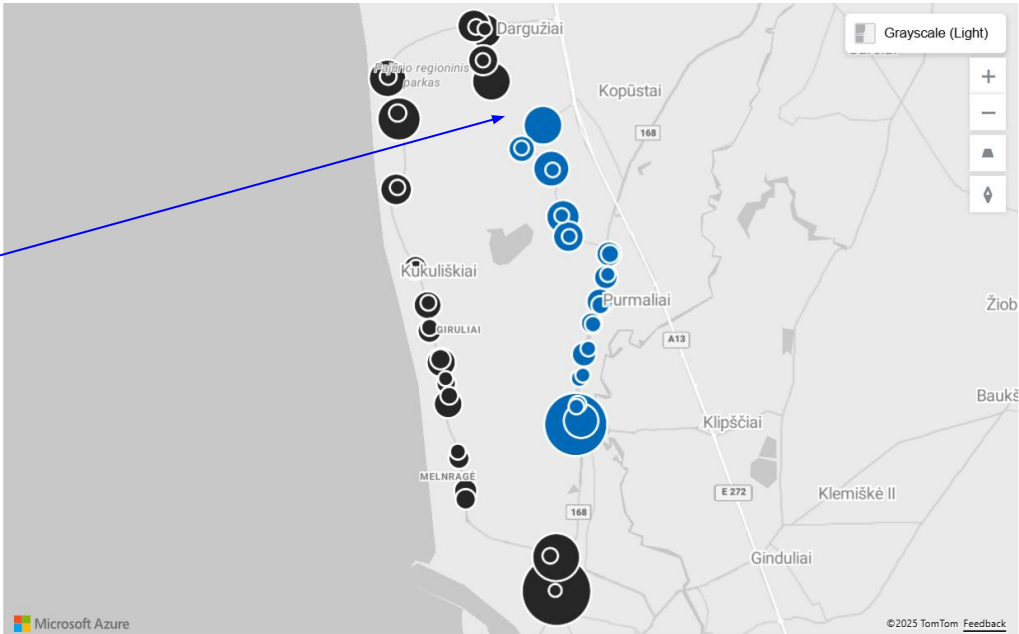 Dargužiai
Grayscale (Light)
Pajūrio regioninis
parkas
Kopūstai
168
Kukuliškiai
Purmaliai
Žiob
GIRULIAI
A13
Baukš
Klipščiai
MELNRAGĖ
E 272
Klemiškė II
168
Ginduliai
Microsoft Azure
©2025 TomTom Feedback